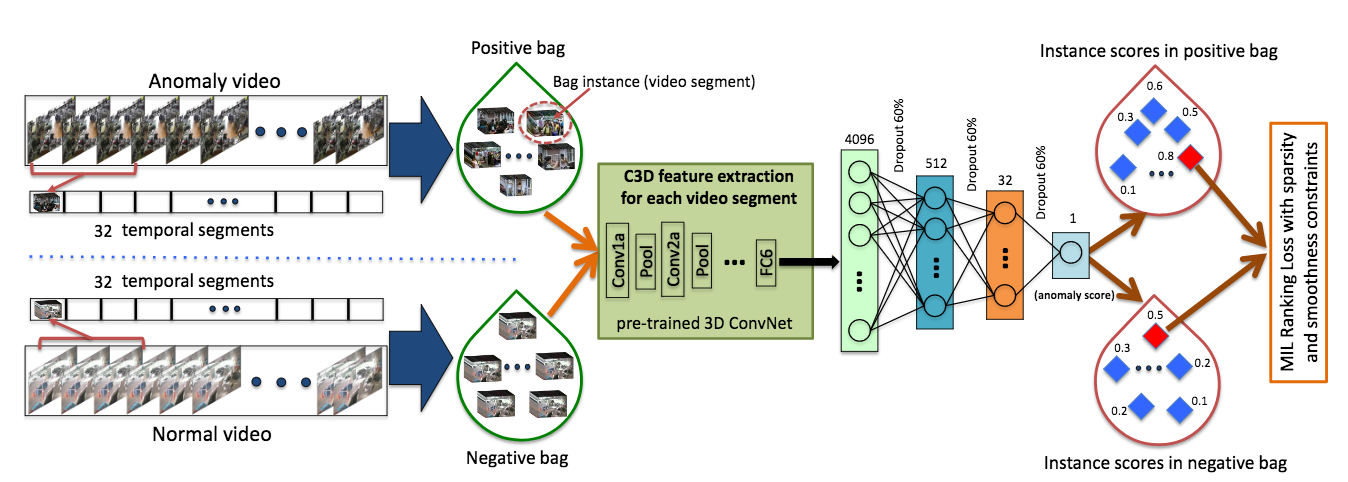 Anomaly video
32 temporal segments
32 temporal segments
Normal video
Positive bag
Bag instance (video segment)
Negative bag
C3D feature extraction
for each video segment
Conv1a
Pool
Conv2a
Pool
FC6
pre-trained 3D ConvNet
4096
Dropout 60%
512
Dropout 60%
32
Dropout 60%
1
(anomaly score)
Instance scores in positive bag
0.6
0.3
0.5
0.8
0.1
0.5
0.3
0.2
0.2
0.1
Instance scores in negative bag
MIL Ranking Loss with sparsity
and smoothness constraints